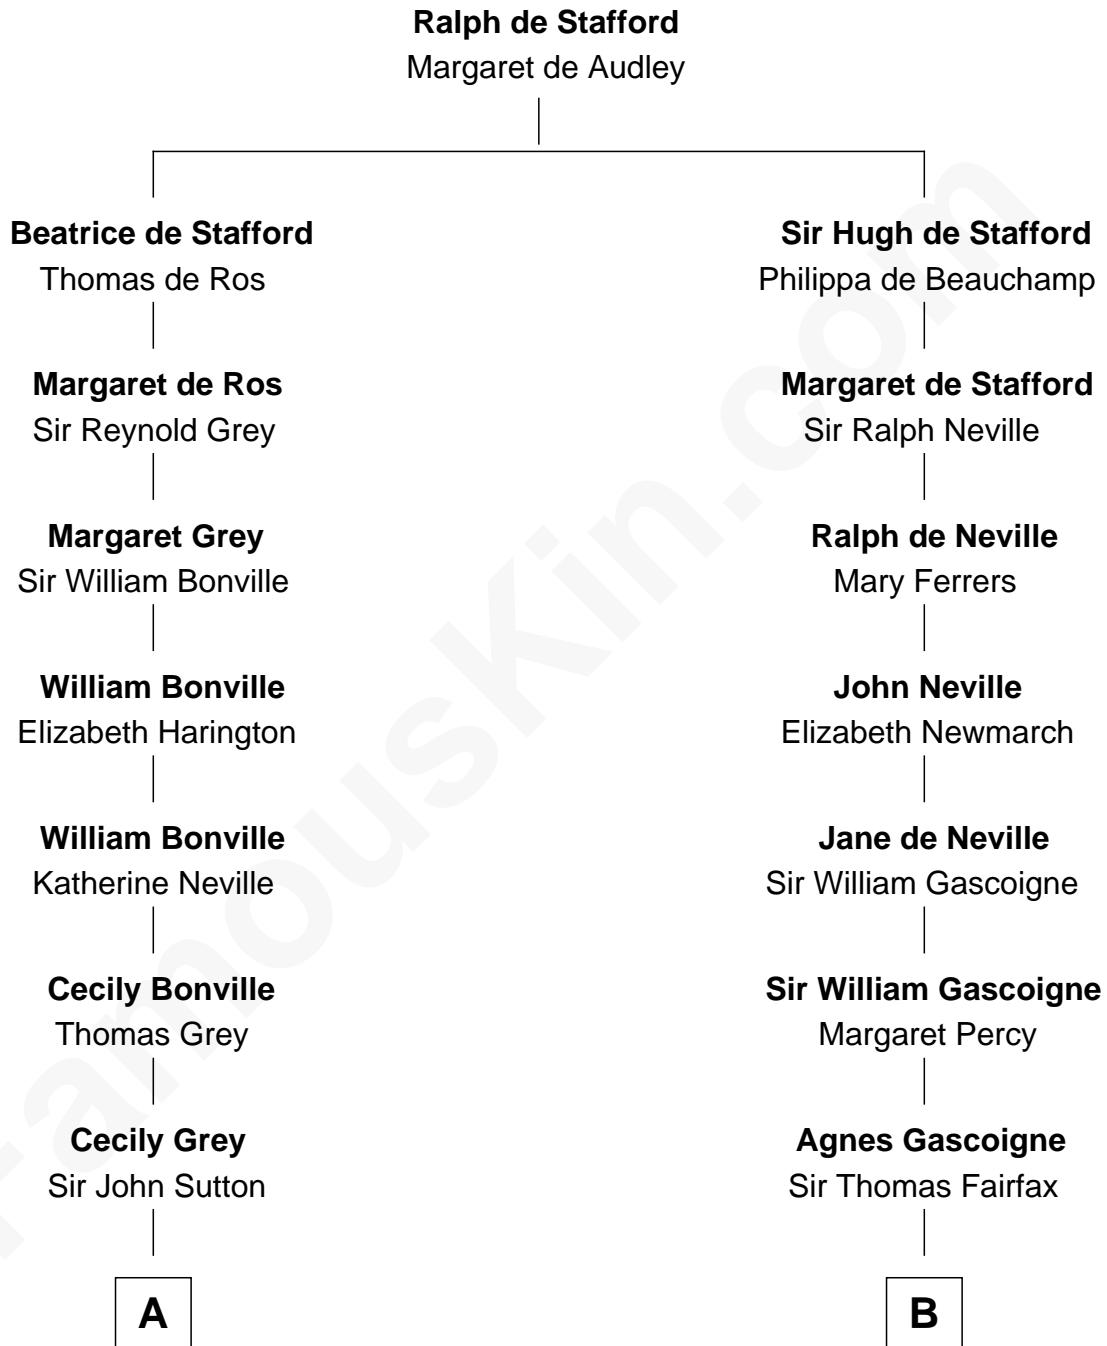 Ralph de Stafford
Margaret de Audley
Beatrice de Stafford
Thomas de Ros
Sir Hugh de Stafford
Philippa de Beauchamp
Margaret de Ros
Sir Reynold Grey
Margaret de Stafford
Sir Ralph Neville
Margaret Grey
Sir William Bonville
Ralph de Neville
Mary Ferrers
William Bonville
Elizabeth Harington
John Neville
Elizabeth Newmarch
William Bonville
Katherine Neville
Jane de Neville
Sir William Gascoigne
Cecily Bonville
Thomas Grey
Sir William Gascoigne
Margaret Percy
Cecily Grey
Sir John Sutton
Agnes Gascoigne
Sir Thomas Fairfax
A
B
FamousKin.com